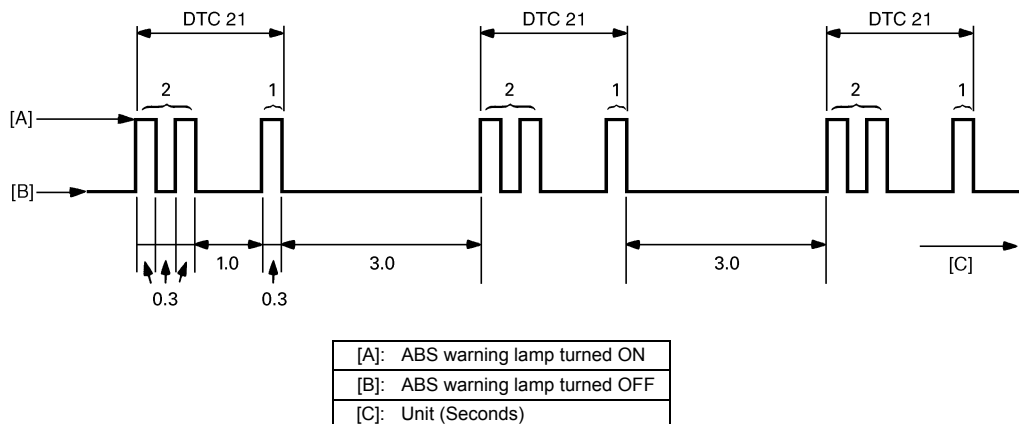 DTC 21 DTC 21 DTC 21
2 1 2 1 2 1
[A]
[B]
1.0 3.0 3.0 [C]
0.3 0.3
[A]: ABS warning lamp turned ON
[B]: ABS warning lamp turned OFF
[C]: Unit (Seconds)